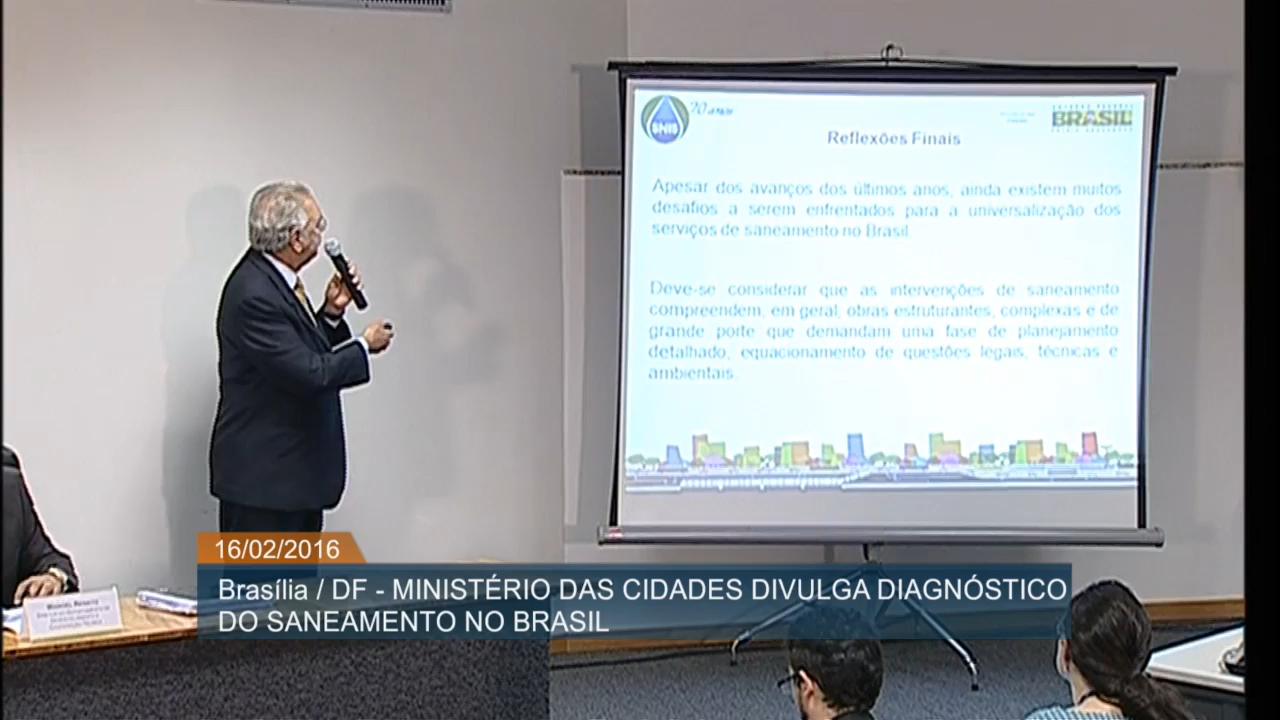 SNIS
20 anos
BRASIL
Reflexões Finais
Apesar dos avanços dos últimos anos, ainda existem muitos
desafios a serem enfrentados para a universalização dos
serviços de saneamento no Brasil.
Deve-se considerar que as intervenções de saneamento
compreendem, em geral, obras estruturantes, complexas e de
grande porte que demandam uma fase de planejamento
detalhado, equacionamento de questões legais, técnicas e
ambientais.
16/02/2016
Brasília / DF - MINISTÉRIO DAS CIDADES DIVULGA DIAGNÓSTICO
DO SANEAMENTO NO BRASIL